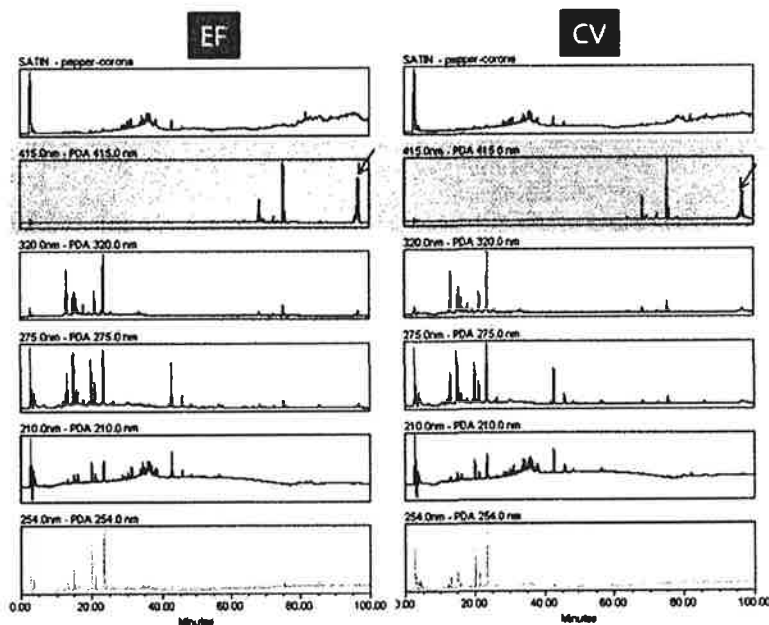 EF
SATIN - pepper-corona
415.0nm - PDA 415.0 nm
320.0nm - PDA 320.0 nm
275.0nm - PDA 275.0 nm
210.0nm - PDA 210.0 nm
254.0nm - PDA 254.0 nm
0.00 20.00 40.00 60.00 80.00 100.00
Minutes
CV
SATIN - pepper-corona
415.0nm - PDA 415.0 nm
320.0nm - PDA 320.0 nm
275.0nm - PDA 275.0 nm
210.0nm - PDA 210.0 nm
254.0nm - PDA 254.0 nm
0.00 20.00 40.00 60.00 80.00 100.00
Minutes